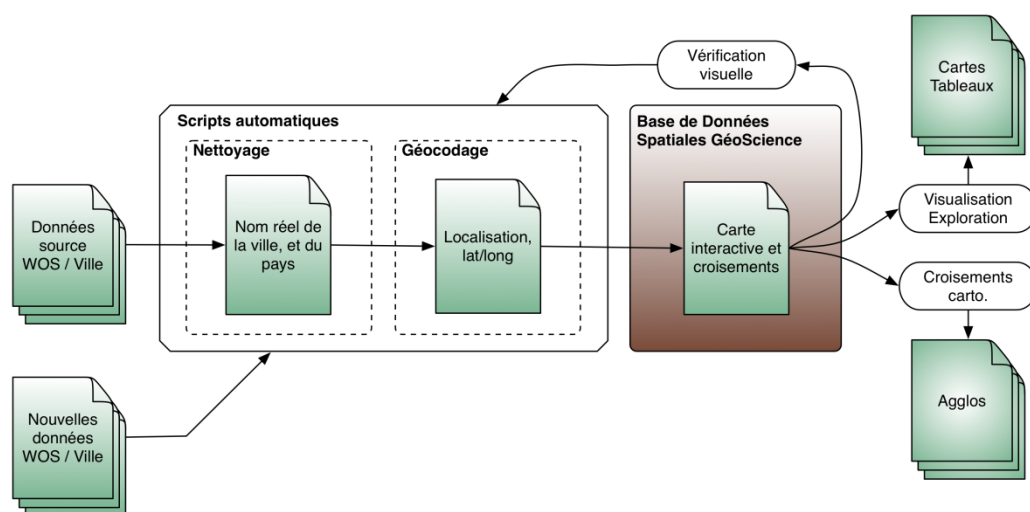 Vérification
visuelle
Cartes
Tableaux
Scripts automatiques
Nettoyage
Géocodage
Base de Données
Spatiales GéoScience
Données
source
WOS / Ville
Nom réel de
la ville, et du
pays
Localisation,
lat/long
Carte
interactive et
croisements
Visualisation
Exploration
Croisements
carto.
Nouvelles
données
WOS / Ville
Agglos